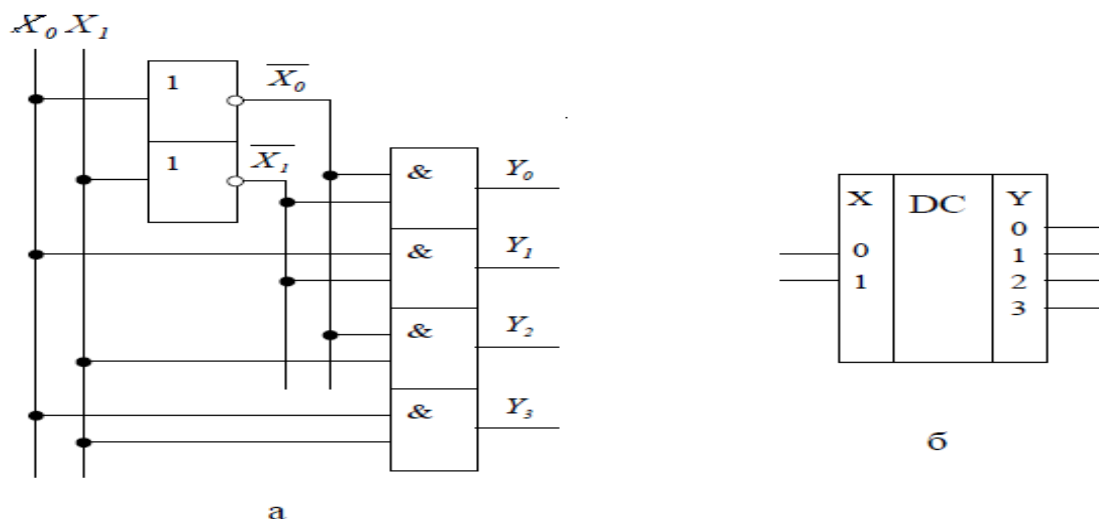 X₀ X₁
1
X̅₀
1
X̅₁
& Y₀
& Y₁
& Y₂
& Y₃
а
X DC Y
0
0 1
1 2
3
б